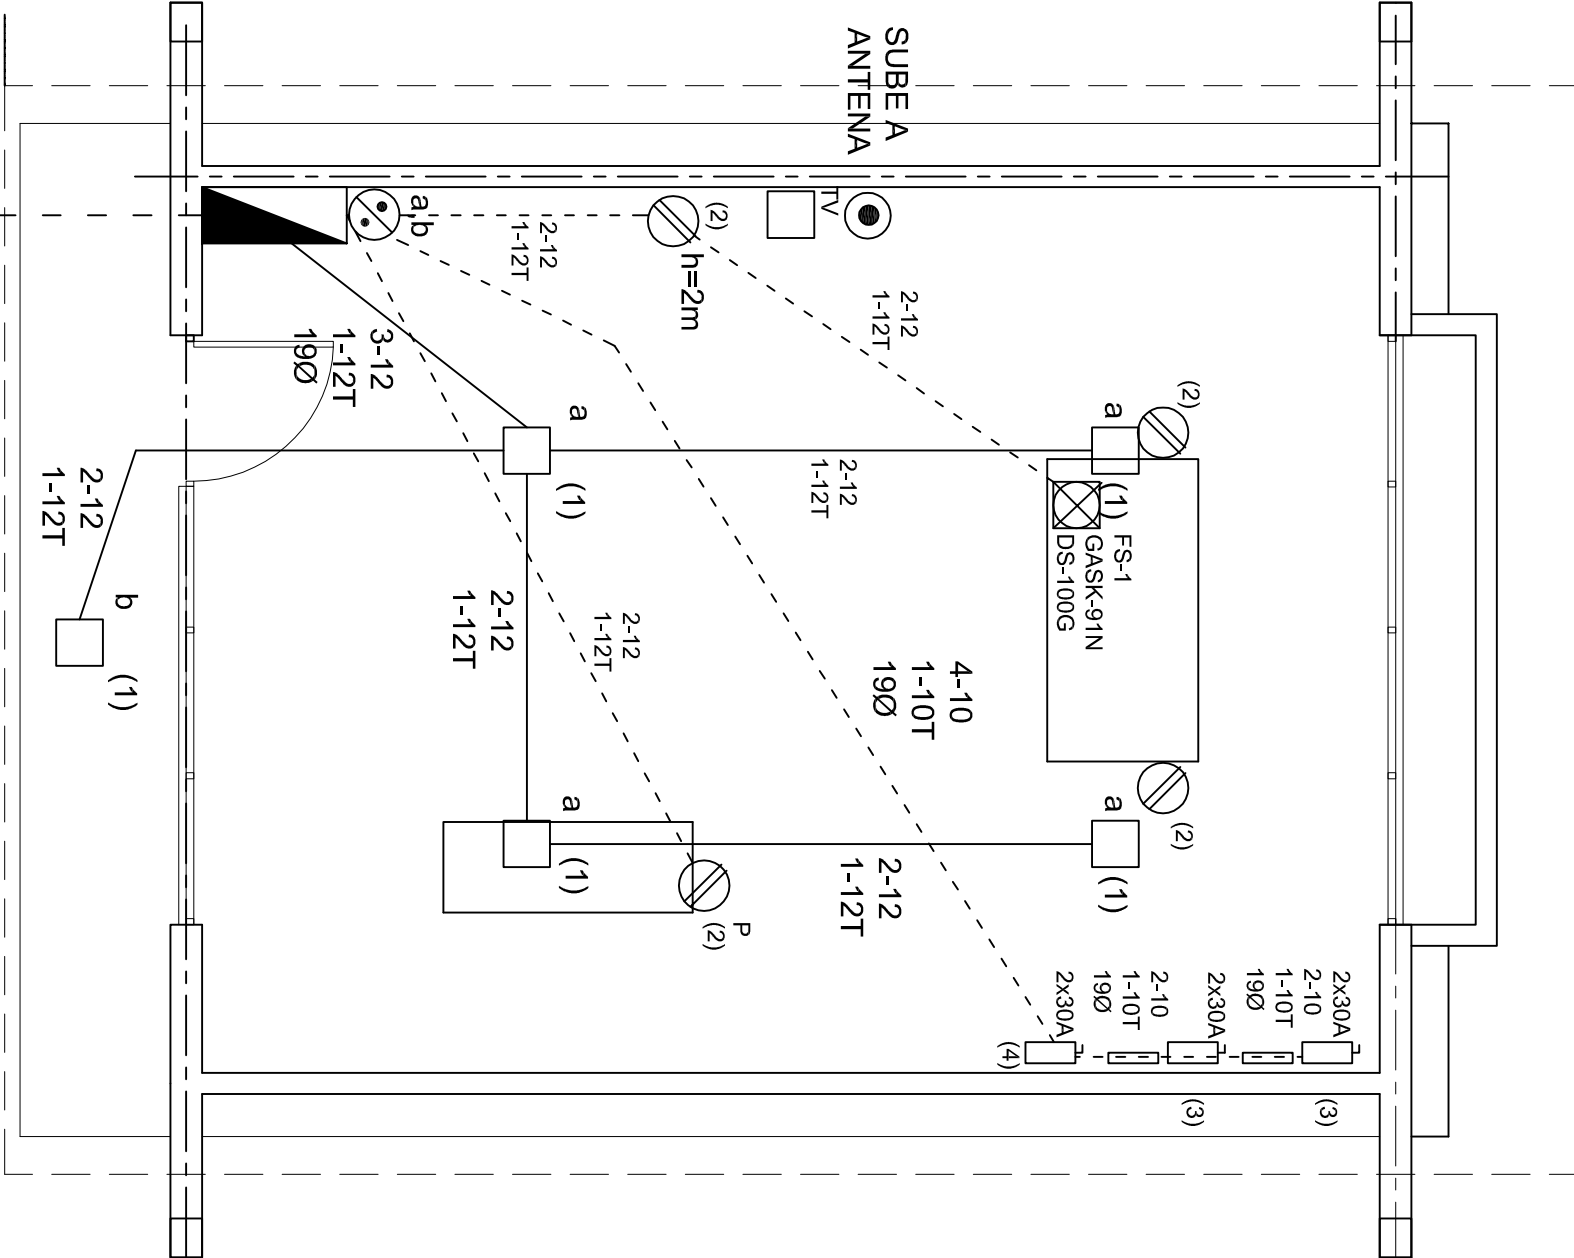 SUBE A
ANTENA
TV
a b
(2)
h=2m
2-12
1-12T
2-12
1-12T
3-12
1-12T
19Ø
a
(1)
a
(2)
(1)
2-12
1-12T
FS-1
GASK-91N
DS-100G
2-12
1-12T
b
(1)
2-12
1-12T
2-12
1-12T
4-10
1-10T
19Ø
a
(1)
a
(1)
(2)
2-12
1-12T
P
(2)
2x30A
2-10
1-10T
19Ø
2x30A
2-10
1-10T
19Ø
2x30A
(4)
(3)
(3)